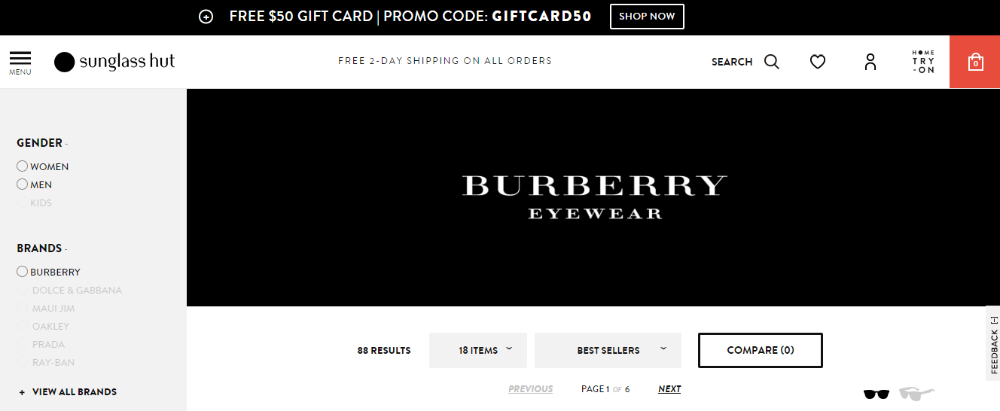 FREE $50 GIFT CARD | PROMO CODE: GIFTCARD50
SHOP NOW
MENU
sunglass hut
FREE 2-DAY SHIPPING ON ALL ORDERS
SEARCH
HOME
TRY
-ON
0
GENDER -
WOMEN
MEN
KIDS
BRANDS -
BURBERRY
DOLCE & GABBANA
MAUI JIM
OAKLEY
PRADA
RAY-BAN
+ VIEW ALL BRANDS
BURBERRY
EYEWEAR
88 RESULTS
18 ITEMS
BEST SELLERS
COMPARE (0)
PREVIOUS
PAGE 1 OF 6
NEXT
FEEDBACK [-]